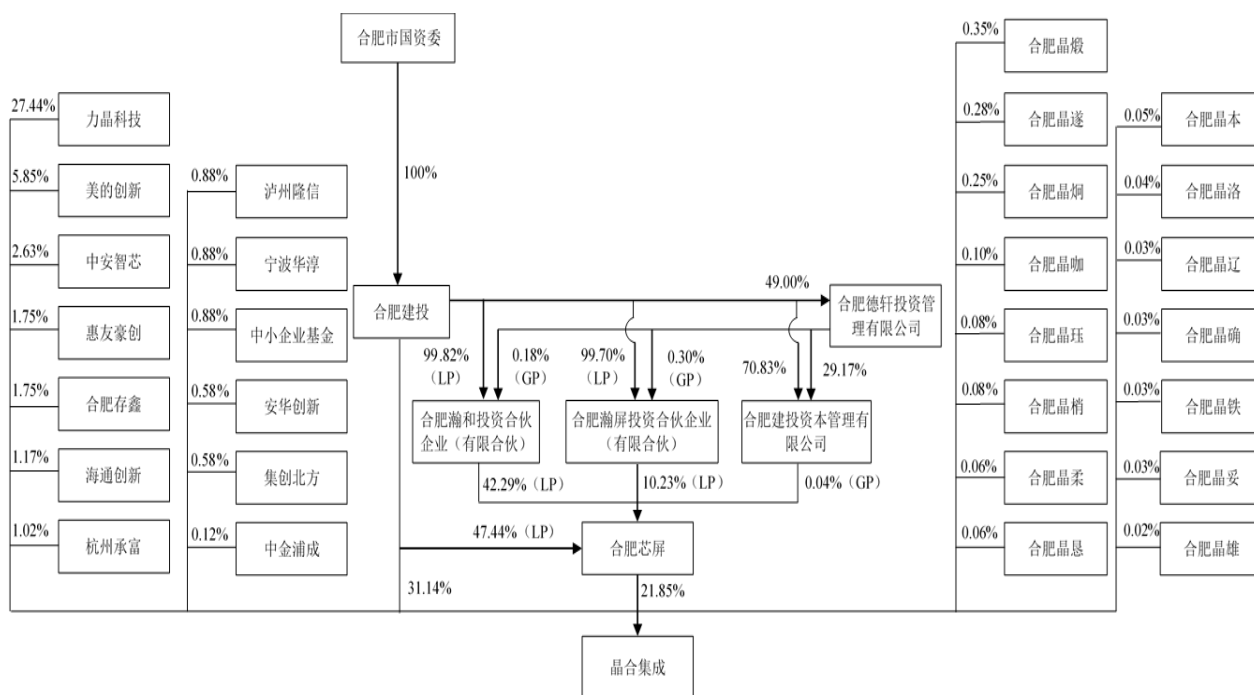 合肥市国资委
0.35%
合肥晶煅
27.44%
力晶科技
0.28%
合肥晶遂
0.05%
合肥晶本
100%
5.85%
美的创新
0.88%
泸州隆信
0.25%
合肥晶炯
0.04%
合肥晶洛
2.63%
中安智芯
0.88%
宁波华淳
0.10%
合肥晶咖
0.03%
合肥晶辽
合肥建投
49.00%
合肥德轩投资管
理有限公司
1.75%
惠友豪创
0.88%
中小企业基金
0.08%
合肥晶珏
0.03%
合肥晶确
99.82%
（LP）
0.18%
（GP）
99.70%
（LP）
0.30%
（GP）
70.83%
29.17%
1.75%
合肥存鑫
0.58%
安华创新
0.08%
合肥晶梢
0.03%
合肥晶铁
合肥瀚和投资合伙
企业（有限合伙）
合肥瀚屏投资合伙企业
（有限合伙）
合肥建投资本管理有
限公司
1.17%
海通创新
0.58%
集创北方
42.29%（LP）
10.23%（LP）
0.04%（GP）
0.06%
合肥晶柔
0.03%
合肥晶妥
1.02%
杭州承富
0.12%
中金浦成
47.44%（LP）
合肥芯屏
0.06%
合肥晶恳
0.02%
合肥晶雄
31.14%
21.85%
晶合集成